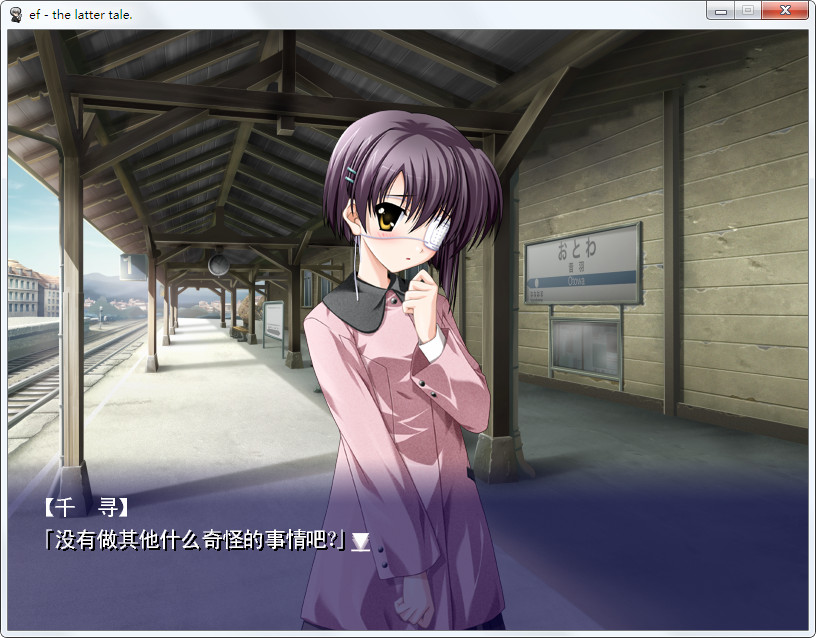 ef - the latter tale.
1
おとわ
音羽
Otowa
【千　寻】
「没有做其他什么奇怪的事情吧?」